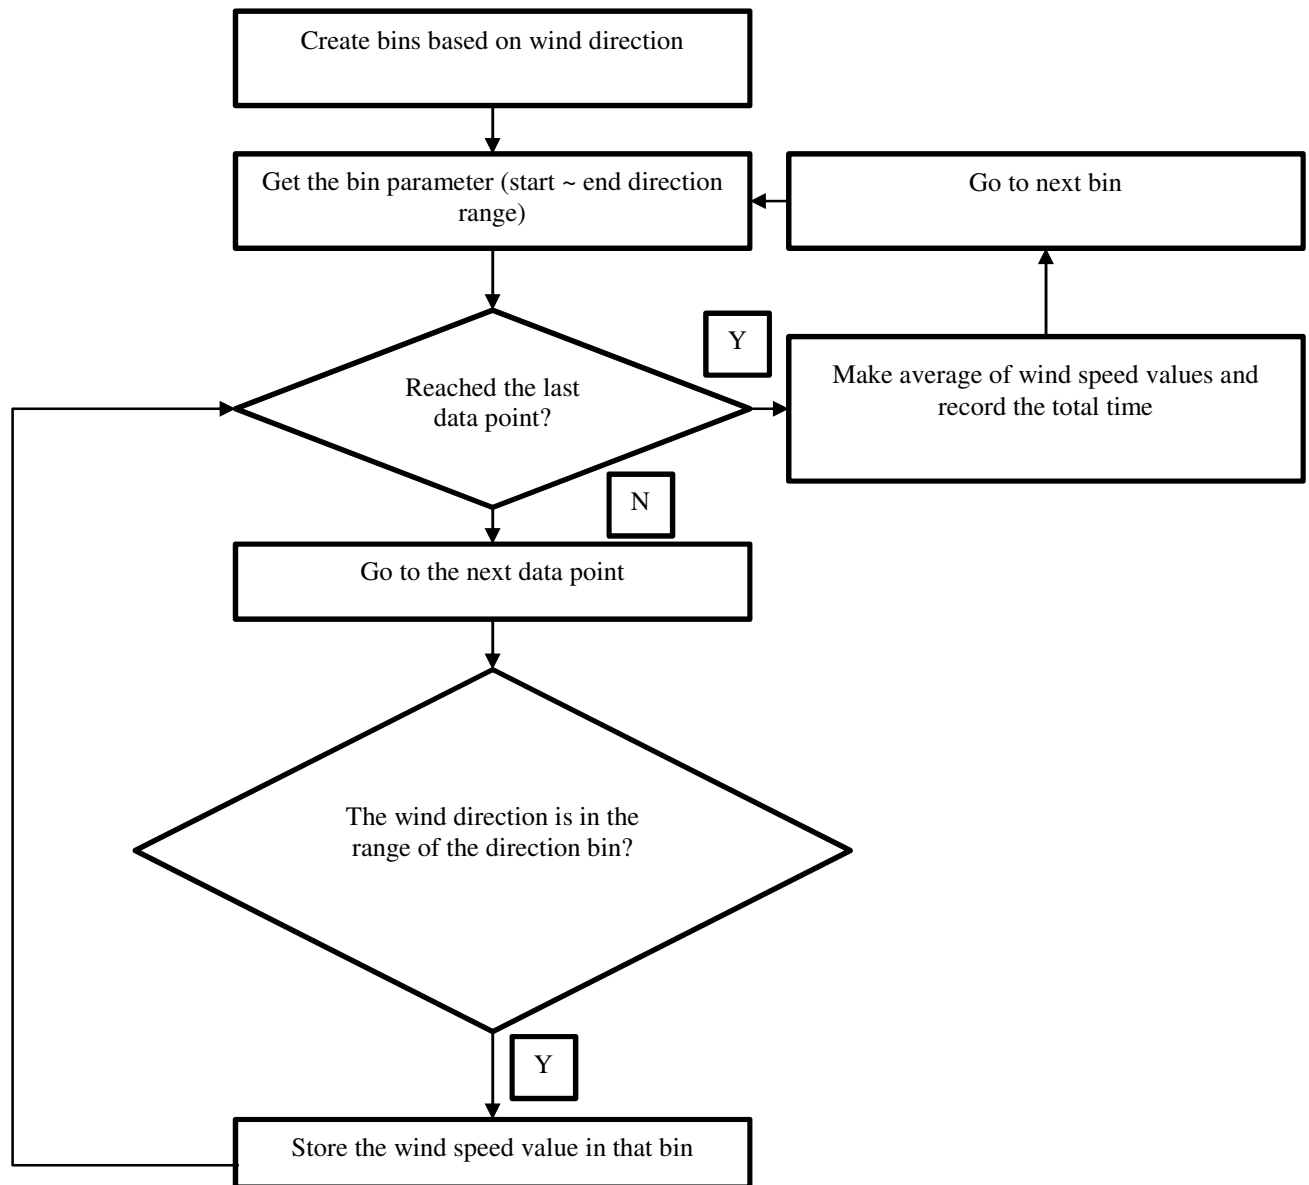 Create bins based on wind direction
Get the bin parameter (start ~ end direction
range)
Go to next bin
Y
Make average of wind speed values and
record the total time
Reached the last
data point?
N
Go to the next data point
The wind direction is in the
range of the direction bin?
Y
Store the wind speed value in that bin